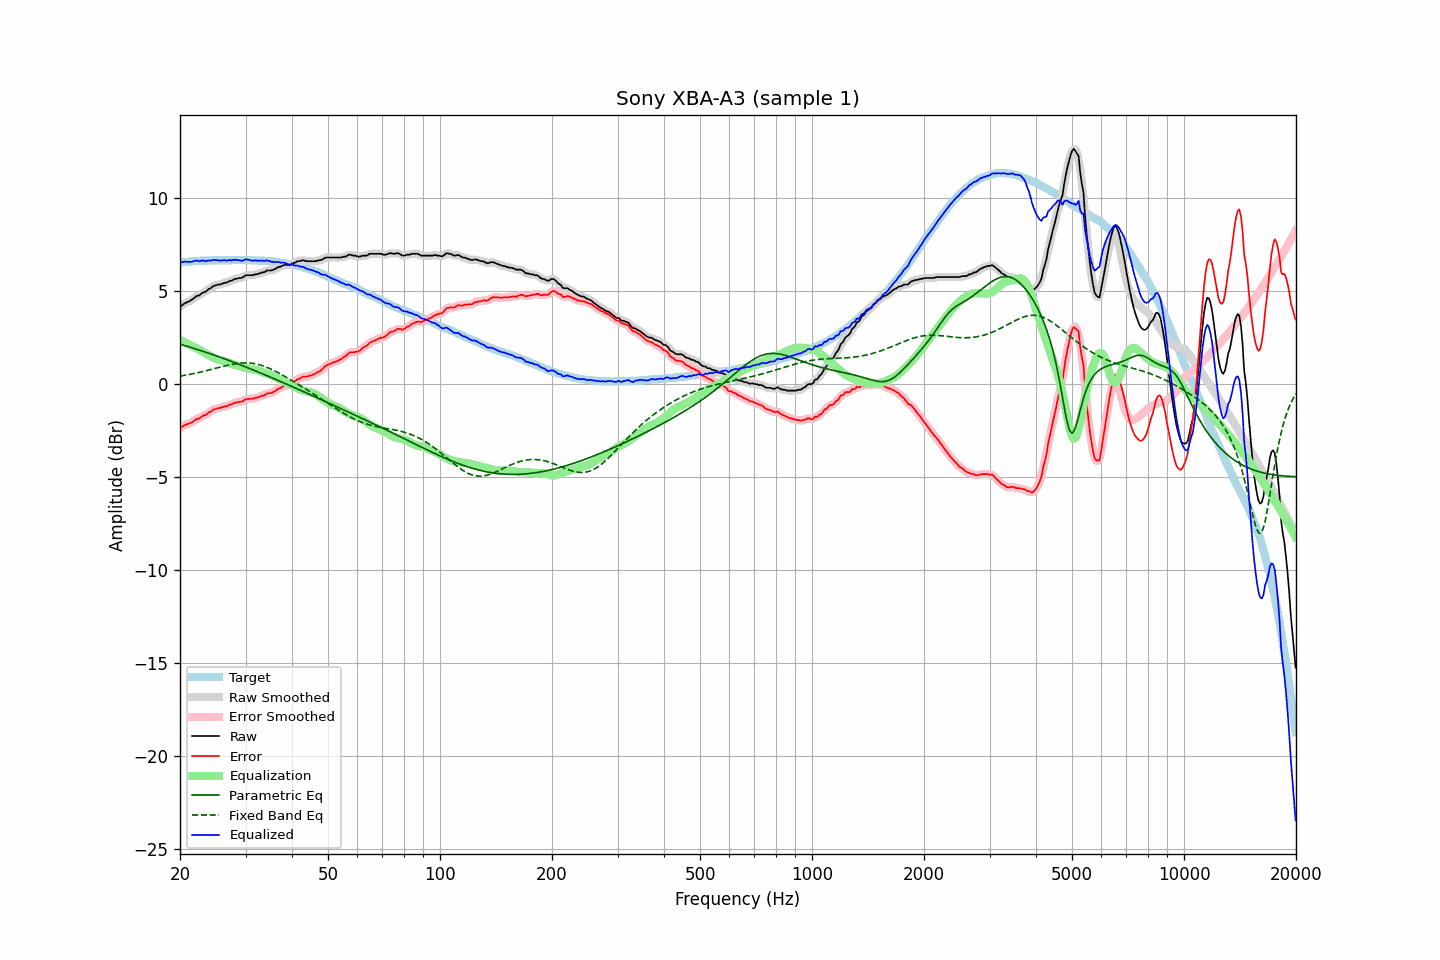 Sony XBA-A3 (sample 1)
Amplitude (dBr)
10
5
0
−5
−10
−15
−20
−25
Target
Raw Smoothed
Error Smoothed
Raw
Error
Equalization
Parametric Eq
Fixed Band Eq
Equalized
20 50 100 200 500 1000 2000 5000 10000 20000
Frequency (Hz)